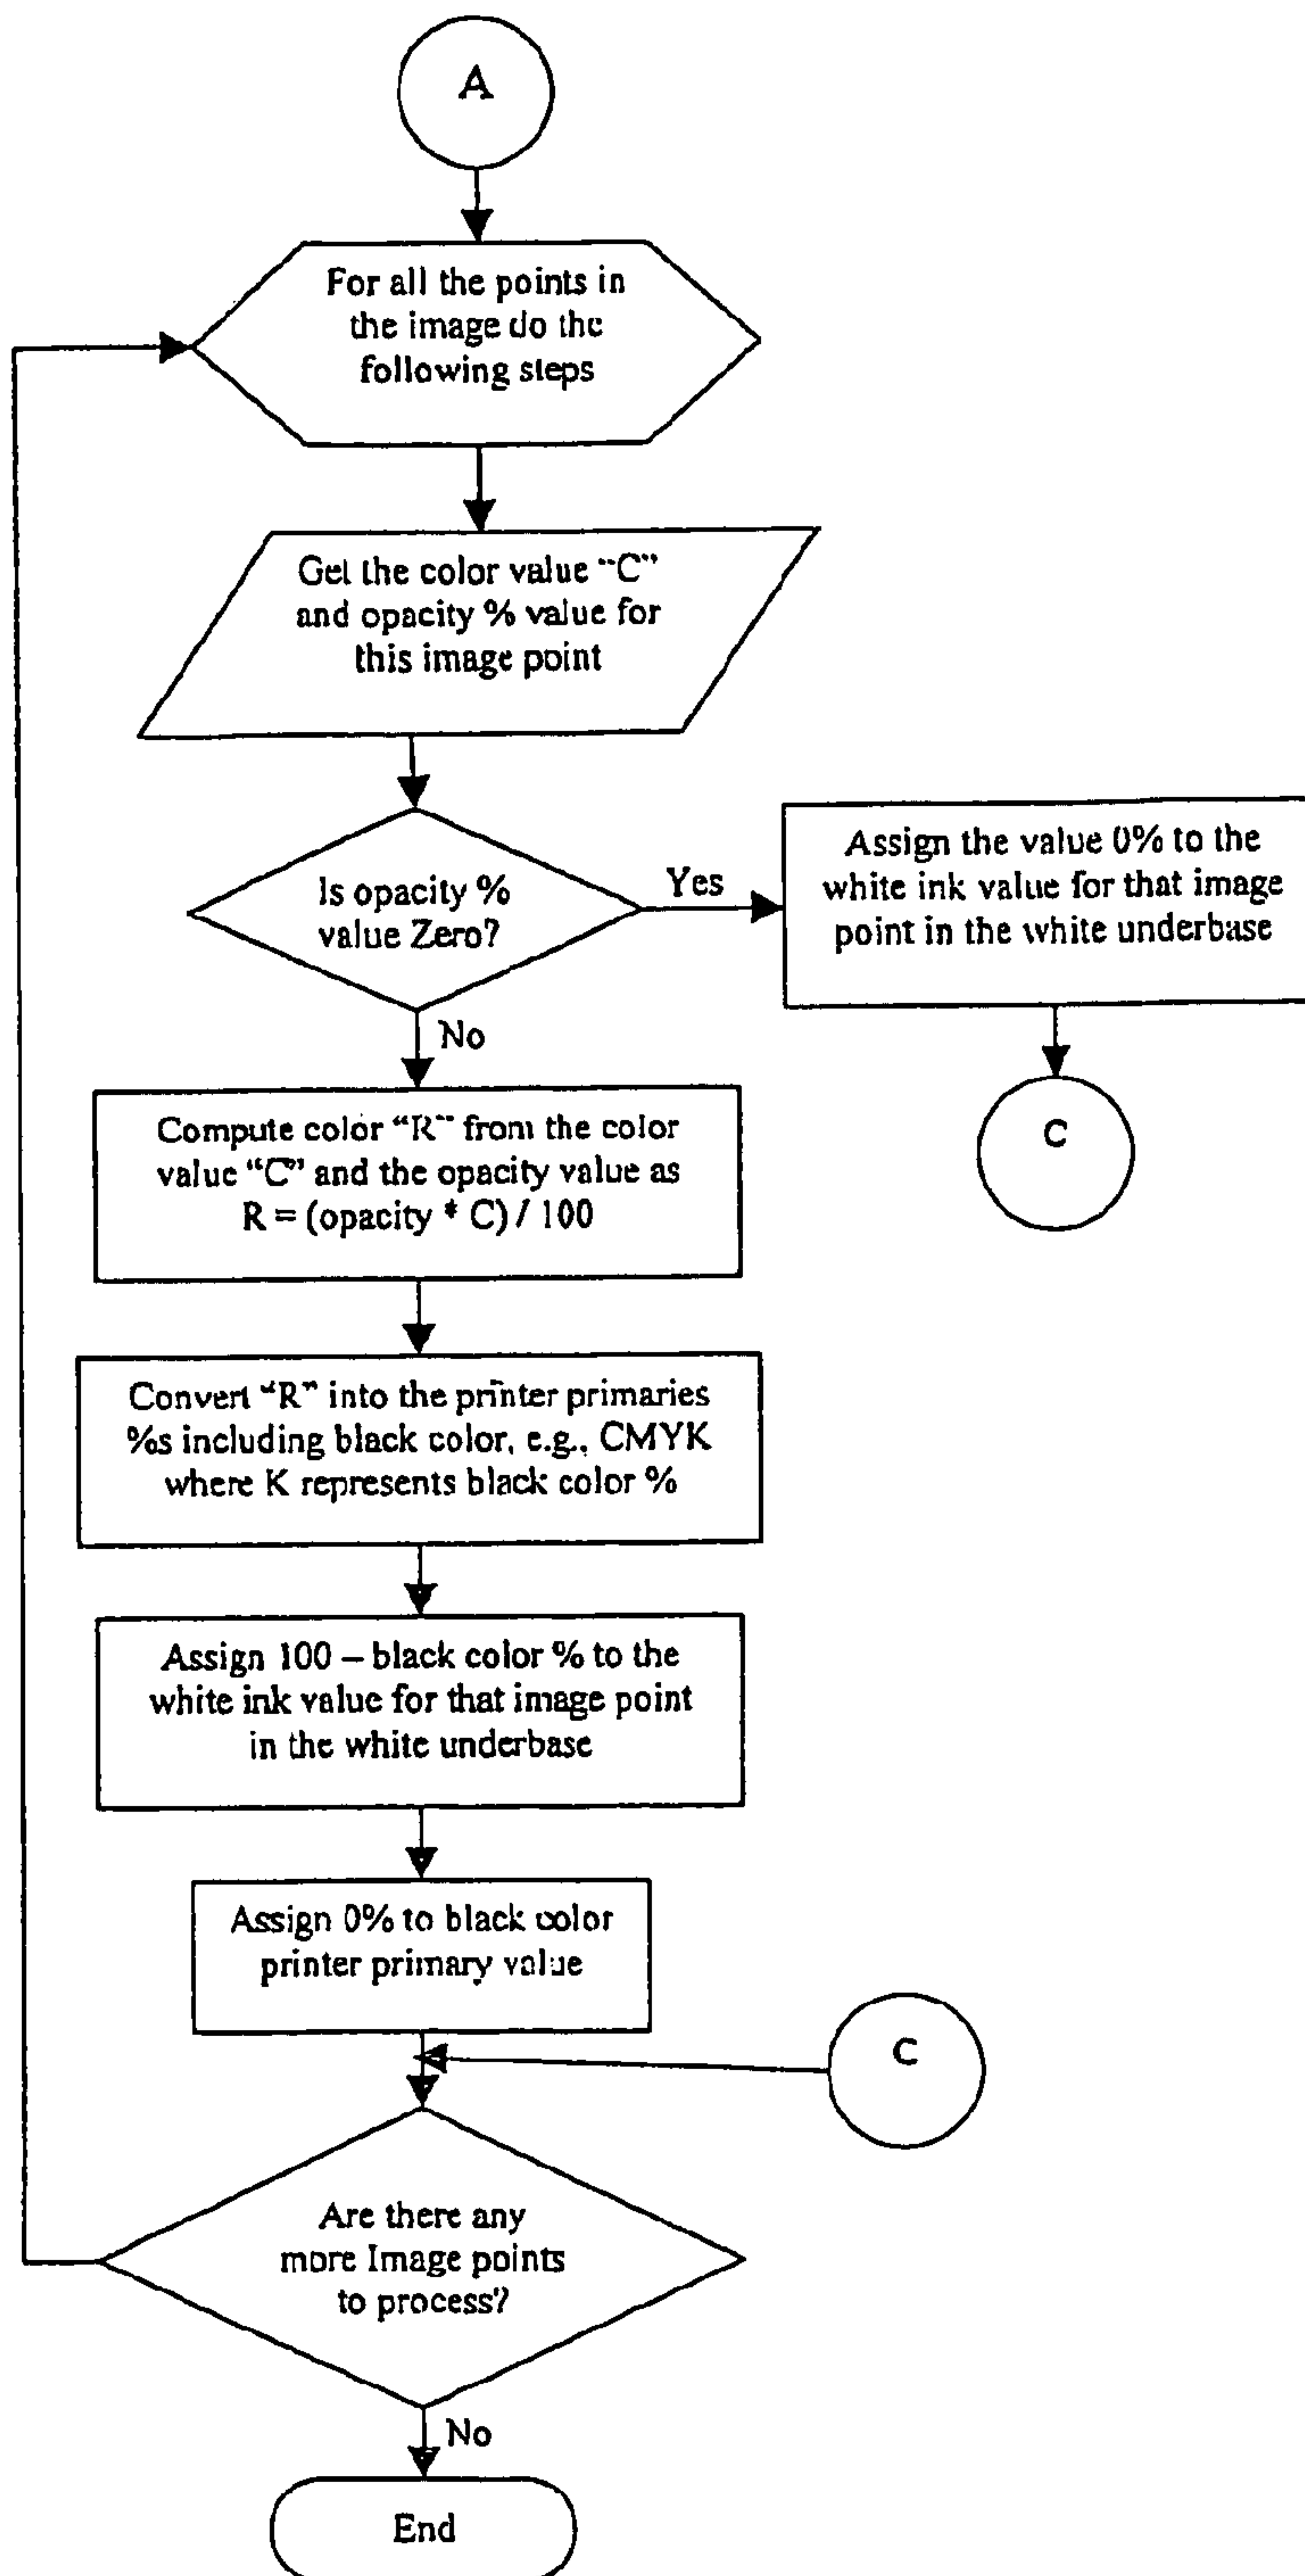 A
For all the points in
the image do the
following steps
Get the color value "C"
and opacity % value for
this image point
Is opacity %
value Zero?
Yes
Assign the value 0% to the
white ink value for that image
point in the white underbase
C
No
Compute color "R" from the color
value "C" and the opacity value as
R = (opacity * C) / 100
Convert "R" into the printer primaries
%s including black color, e.g., CMYK
where K represents black color %
Assign 100 – black color % to the
white ink value for that image point
in the white underbase
Assign 0% to black color
printer primary value
C
Are there any
more Image points
to process?
No
End